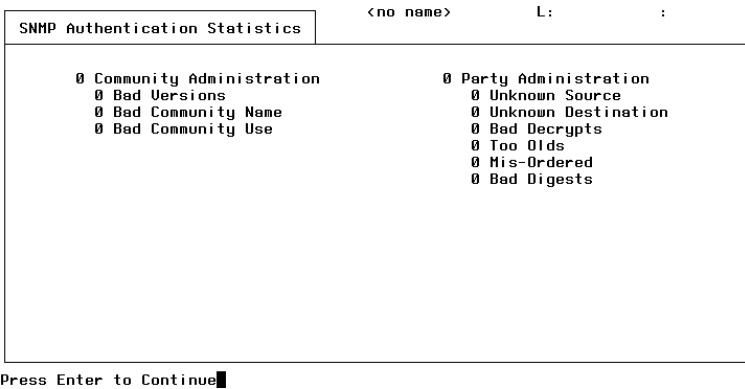 <no name> L: :
SNMP Authentication Statistics
0 Community Administration
0 Bad Versions
0 Bad Community Name
0 Bad Community Use
0 Party Administration
0 Unknown Source
0 Unknown Destination
0 Bad Decrypts
0 Too Olds
0 Mis-Ordered
0 Bad Digests
Press Enter to Continue